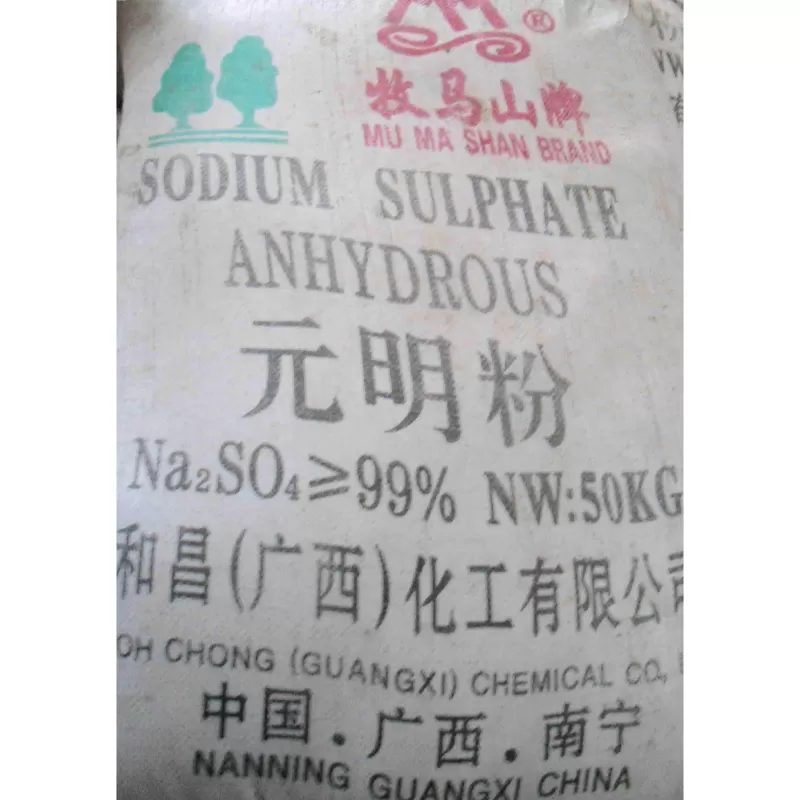 ®
牧马山牌
MU MA SHAN BRAND
SODIUM SULPHATE
ANHYDROUS
元明粉
Na₂SO₄≥99% NW:50KG
和昌(广西)化工有限公司
OH CHONG (GUANGXI) CHEMICAL CO.,
中国.广西.南宁
NANNING GUANGXI CHINA